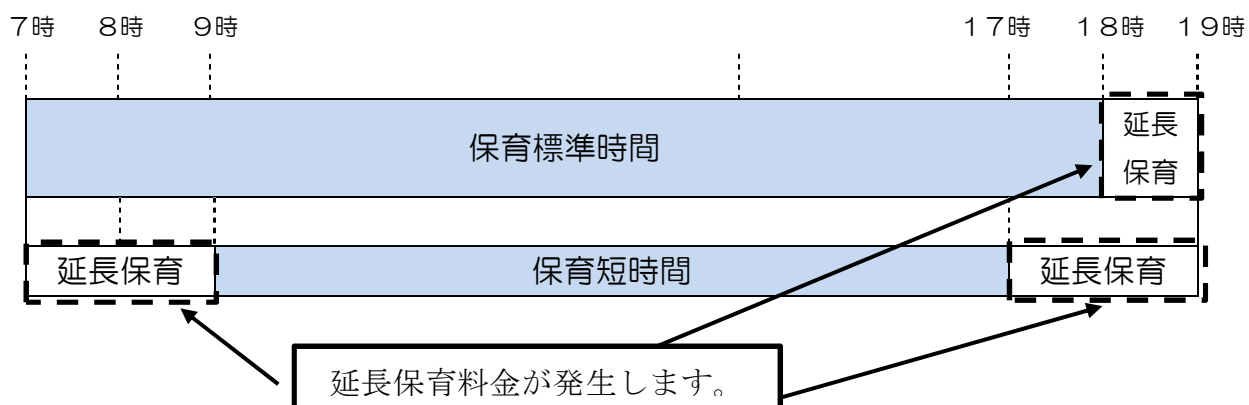 7時 8時 9時 17時 18時 19時
保育標準時間
延長
保育
延長保育
保育短時間
延長保育
延長保育料金が発生します。